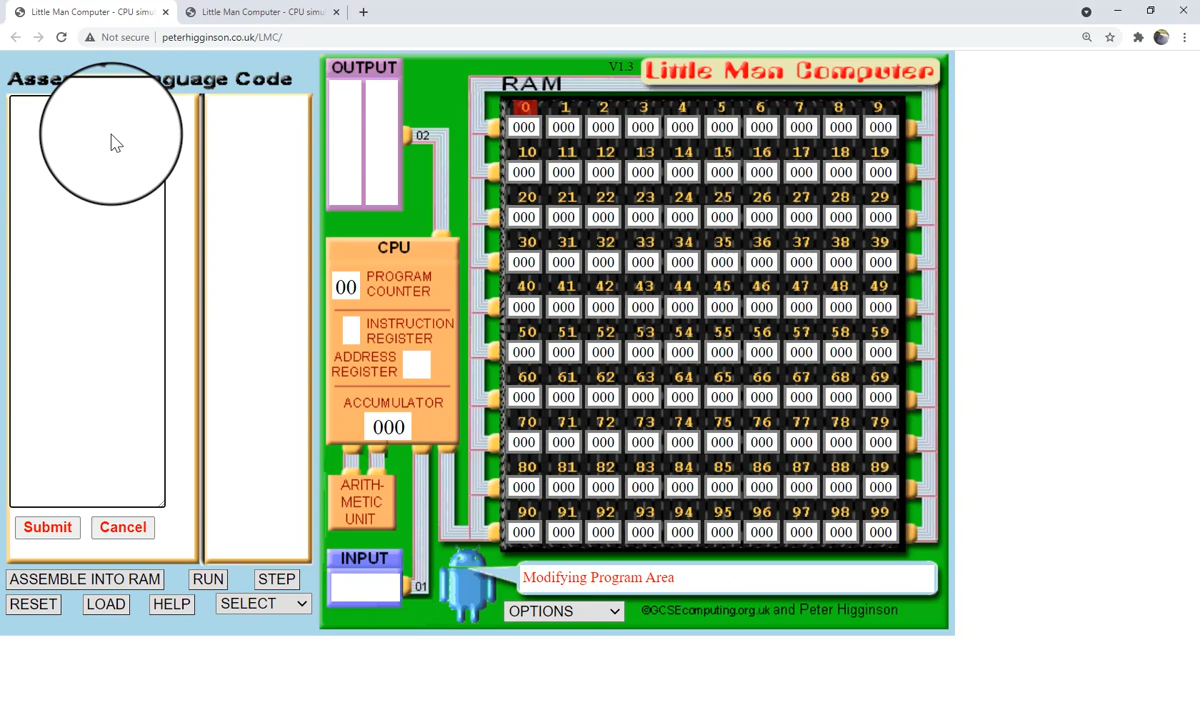 Little Man Computer - CPU simul
Little Man Computer - CPU simul
Not secure | peterhigginson.co.uk/LMC/
Asse
guage Code
OUTPUT
V1.3
Little Man Computer
RAM
02
0 1 2 3 4 5 6 7 8 9
000 000 000 000 000 000 000 000 000 000
10 11 12 13 14 15 16 17 18 19
000 000 000 000 000 000 000 000 000 000
20 21 22 23 24 25 26 27 28 29
000 000 000 000 000 000 000 000 000 000
30 31 32 33 34 35 36 37 38 39
000 000 000 000 000 000 000 000 000 000
40 41 42 43 44 45 46 47 48 49
000 000 000 000 000 000 000 000 000 000
50 51 52 53 54 55 56 57 58 59
000 000 000 000 000 000 000 000 000 000
60 61 62 63 64 65 66 67 68 69
000 000 000 000 000 000 000 000 000 000
70 71 72 73 74 75 76 77 78 79
000 000 000 000 000 000 000 000 000 000
80 81 82 83 84 85 86 87 88 89
000 000 000 000 000 000 000 000 000 000
90 91 92 93 94 95 96 97 98 99
000 000 000 000 000 000 000 000 000 000
CPU
00 PROGRAM
COUNTER
INSTRUCTION
REGISTER
ADDRESS
REGISTER
ACCUMULATOR
000
ARITH-
METIC
UNIT
INPUT
01
Submit Cancel
ASSEMBLE INTO RAM RUN STEP
RESET LOAD HELP SELECT
Modifying Program Area
OPTIONS
©GCSEcomputing.org.uk and Peter Higginson